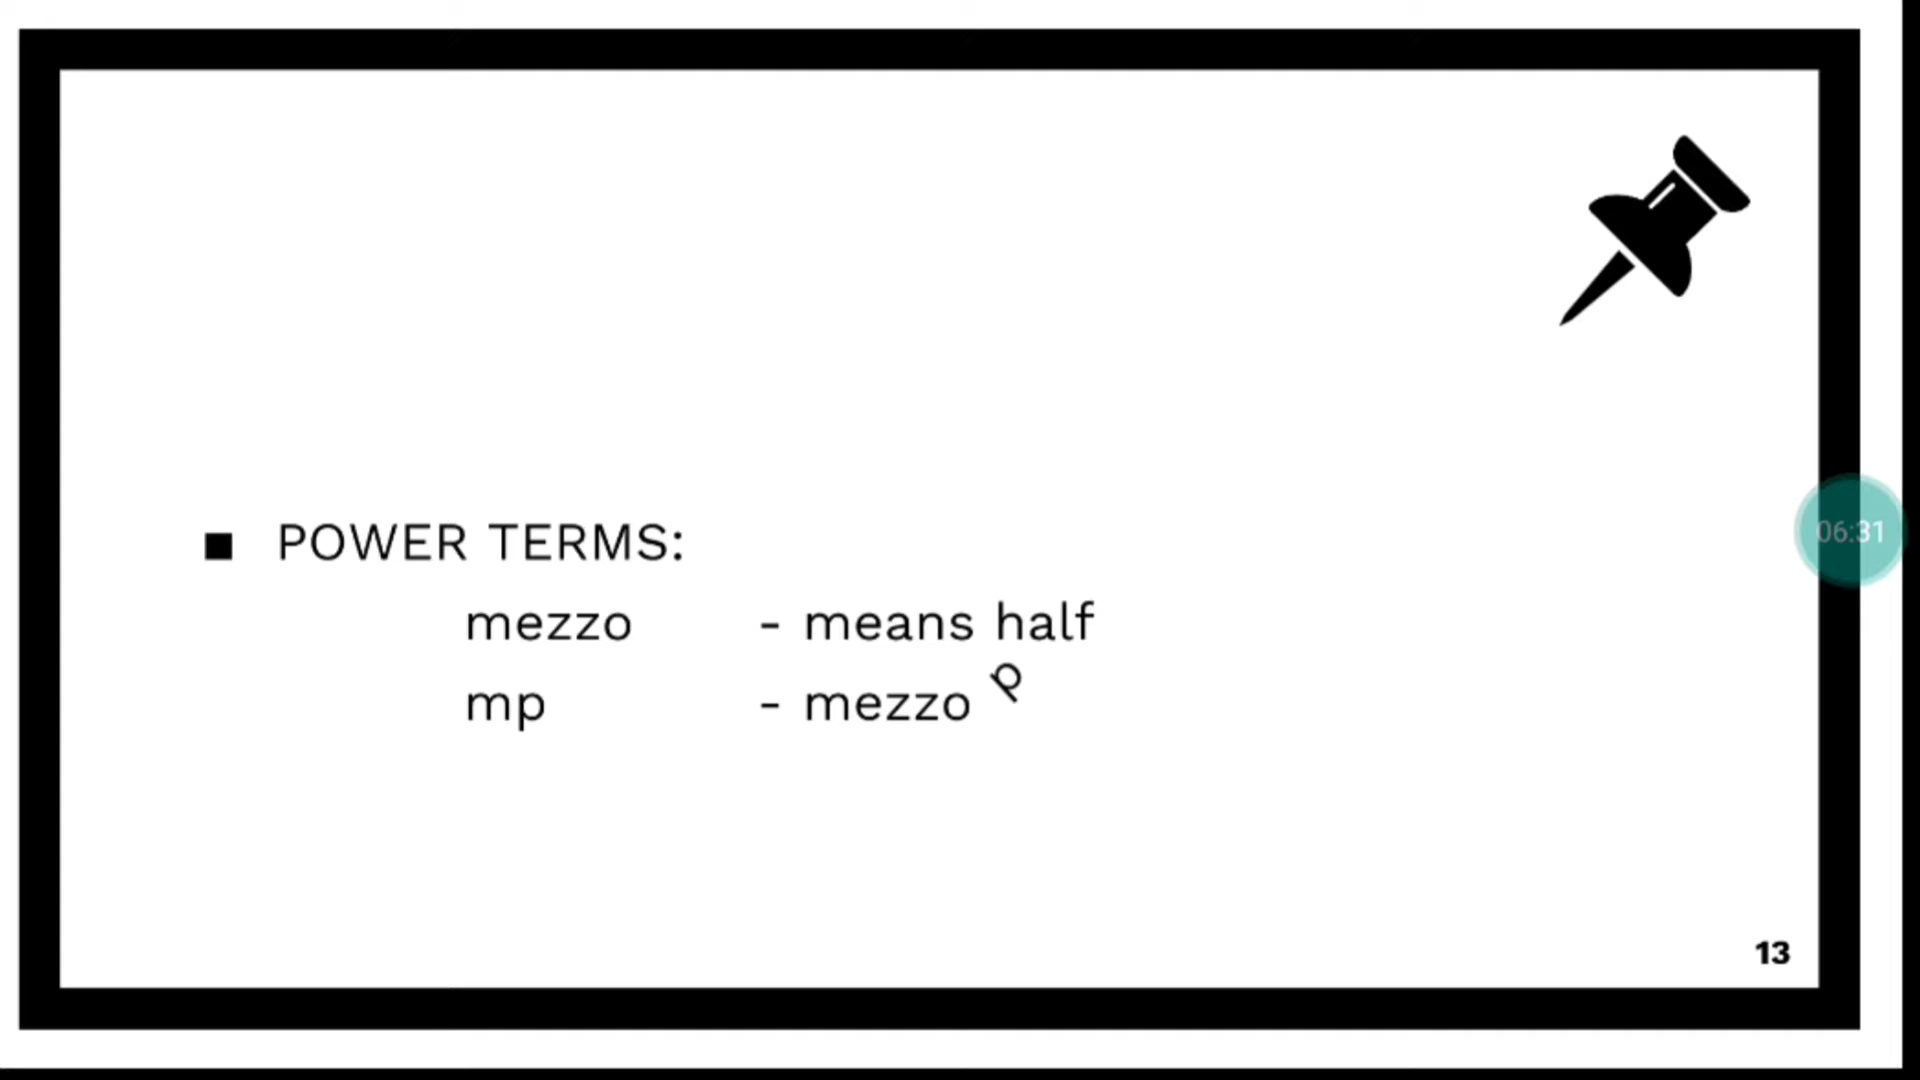 ■ POWER TERMS:
mezzo - means half
mp - mezzo p
06:31
13